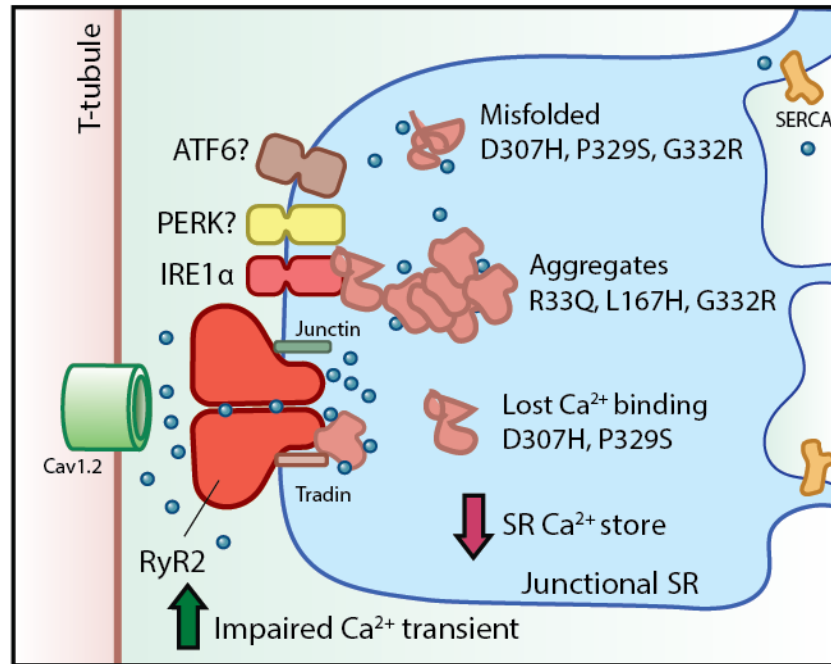 T-tubule
ATF6?
PERK?
IRE1α
Misfolded
D307H, P329S, G332R
SERCA
Aggregates
R33Q, L167H, G332R
Junctin
Lost Ca²⁺ binding
D307H, P329S
Cav1.2
Tradin
RyR2
SR Ca²⁺ store
Junctional SR
Impaired Ca²⁺ transient